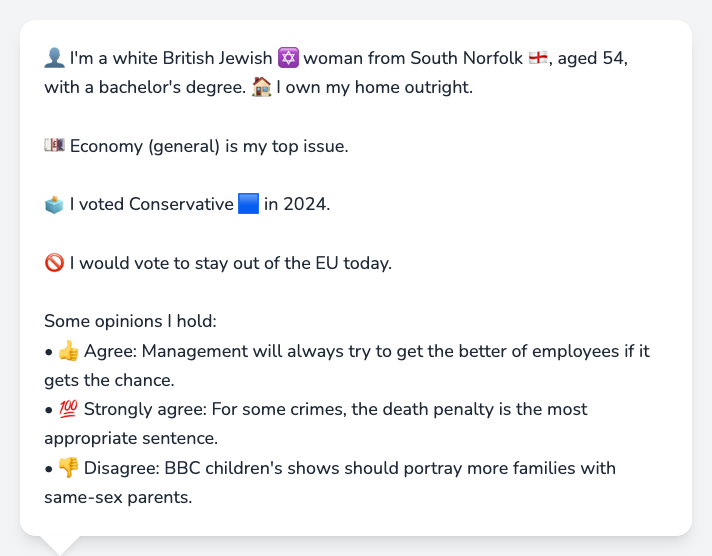 👤 I'm a white British Jewish ✡️ woman from South Norfolk 🏴󠁧󠁢󠁥󠁮󠁧󠁿, aged 54,
with a bachelor's degree. 🏠 I own my home outright.
💷 Economy (general) is my top issue.
🗳️ I voted Conservative 🟦 in 2024.
🚫 I would vote to stay out of the EU today.
Some opinions I hold:
• 👍 Agree: Management will always try to get the better of employees if it
gets the chance.
• 💯 Strongly agree: For some crimes, the death penalty is the most
appropriate sentence.
• 👎 Disagree: BBC children's shows should portray more families with
same-sex parents.